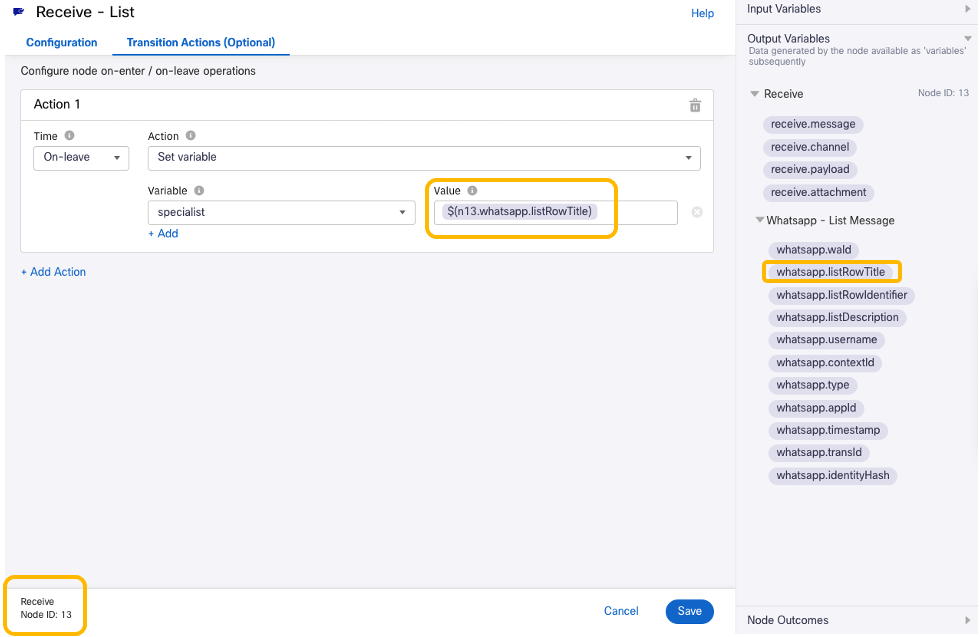 Receive - List
Help
Configuration
Transition Actions (Optional)
Configure node on-enter / on-leave operations
Action 1
Time
Action
On-leave
Set variable
Variable
Value
specialist
$(n13.whatsapp.listRowTitle)
+ Add
+ Add Action
Receive
Node ID: 13
Cancel
Save
Input Variables
Output Variables
Data generated by the node available as 'variables'
subsequently
Receive
Node ID: 13
receive.message
receive.channel
receive.payload
receive.attachment
Whatsapp - List Message
whatsapp.waId
whatsapp.listRowTitle
whatsapp.listRowIdentifier
whatsapp.listDescription
whatsapp.username
whatsapp.contextId
whatsapp.type
whatsapp.appId
whatsapp.timestamp
whatsapp.transId
whatsapp.identityHash
Node Outcomes